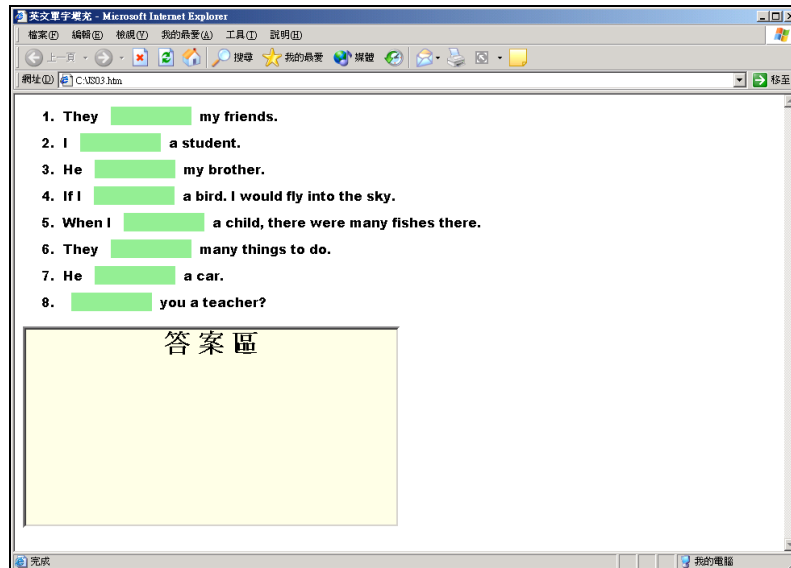 英文單字填充 - Microsoft Internet Explorer
檔案(F) 編輯(E) 檢視(V) 我的最愛(A) 工具(T) 說明(H)
上一頁 搜尋 我的最愛 媒體
網址(D) C:\JS03.htm 移至
1. They my friends.
2. I a student.
3. He my brother.
4. If I a bird. I would fly into the sky.
5. When I a child, there were many fishes there.
6. They many things to do.
7. He a car.
8. you a teacher?
答案區
完成 我的電腦